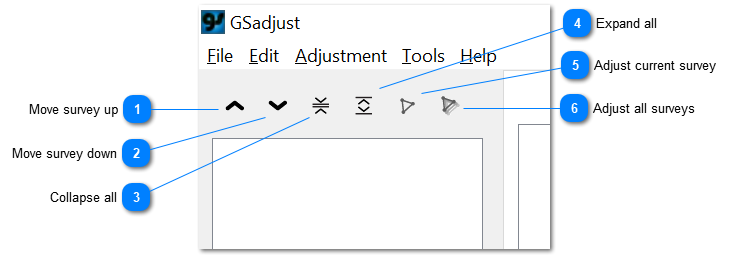 GSadjust
File Edit Adjustment Tools Help
4 Expand all
5 Adjust current survey
Move survey up 1
6 Adjust all surveys
Move survey down 2
Collapse all 3